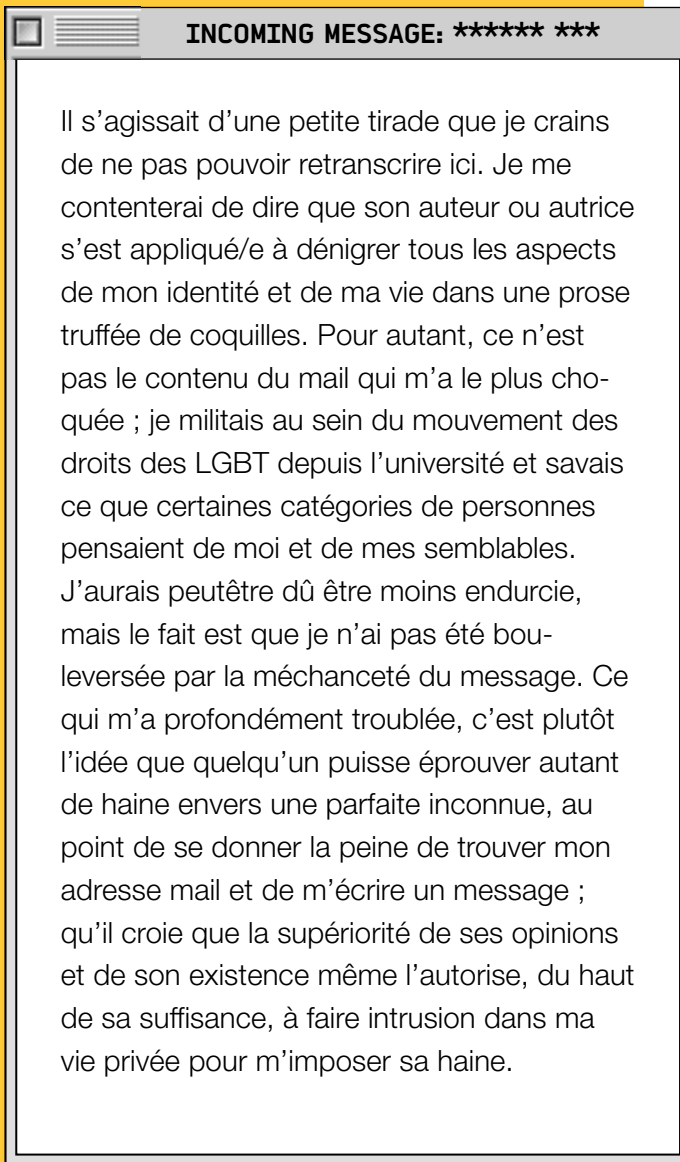 INCOMING MESSAGE: ****** ***
Il s’agissait d’une petite tirade que je crains
de ne pas pouvoir retranscrire ici. Je me
contenterai de dire que son auteur ou autrice
s’est appliqué/e à dénigrer tous les aspects
de mon identité et de ma vie dans une prose
truffée de coquilles. Pour autant, ce n’est
pas le contenu du mail qui m’a le plus cho-
quée ; je militais au sein du mouvement des
droits des LGBT depuis l’université et savais
ce que certaines catégories de personnes
pensaient de moi et de mes semblables.
J’aurais peutêtre dû être moins endurcie,
mais le fait est que je n’ai pas été bou-
leversée par la méchanceté du message. Ce
qui m’a profondément troublée, c’est plutôt
l’idée que quelqu’un puisse éprouver autant
de haine envers une parfaite inconnue, au
point de se donner la peine de trouver mon
adresse mail et de m’écrire un message ;
qu’il croie que la supériorité de ses opinions
et de son existence même l’autorise, du haut
de sa suffisance, à faire intrusion dans ma
vie privée pour m’imposer sa haine.